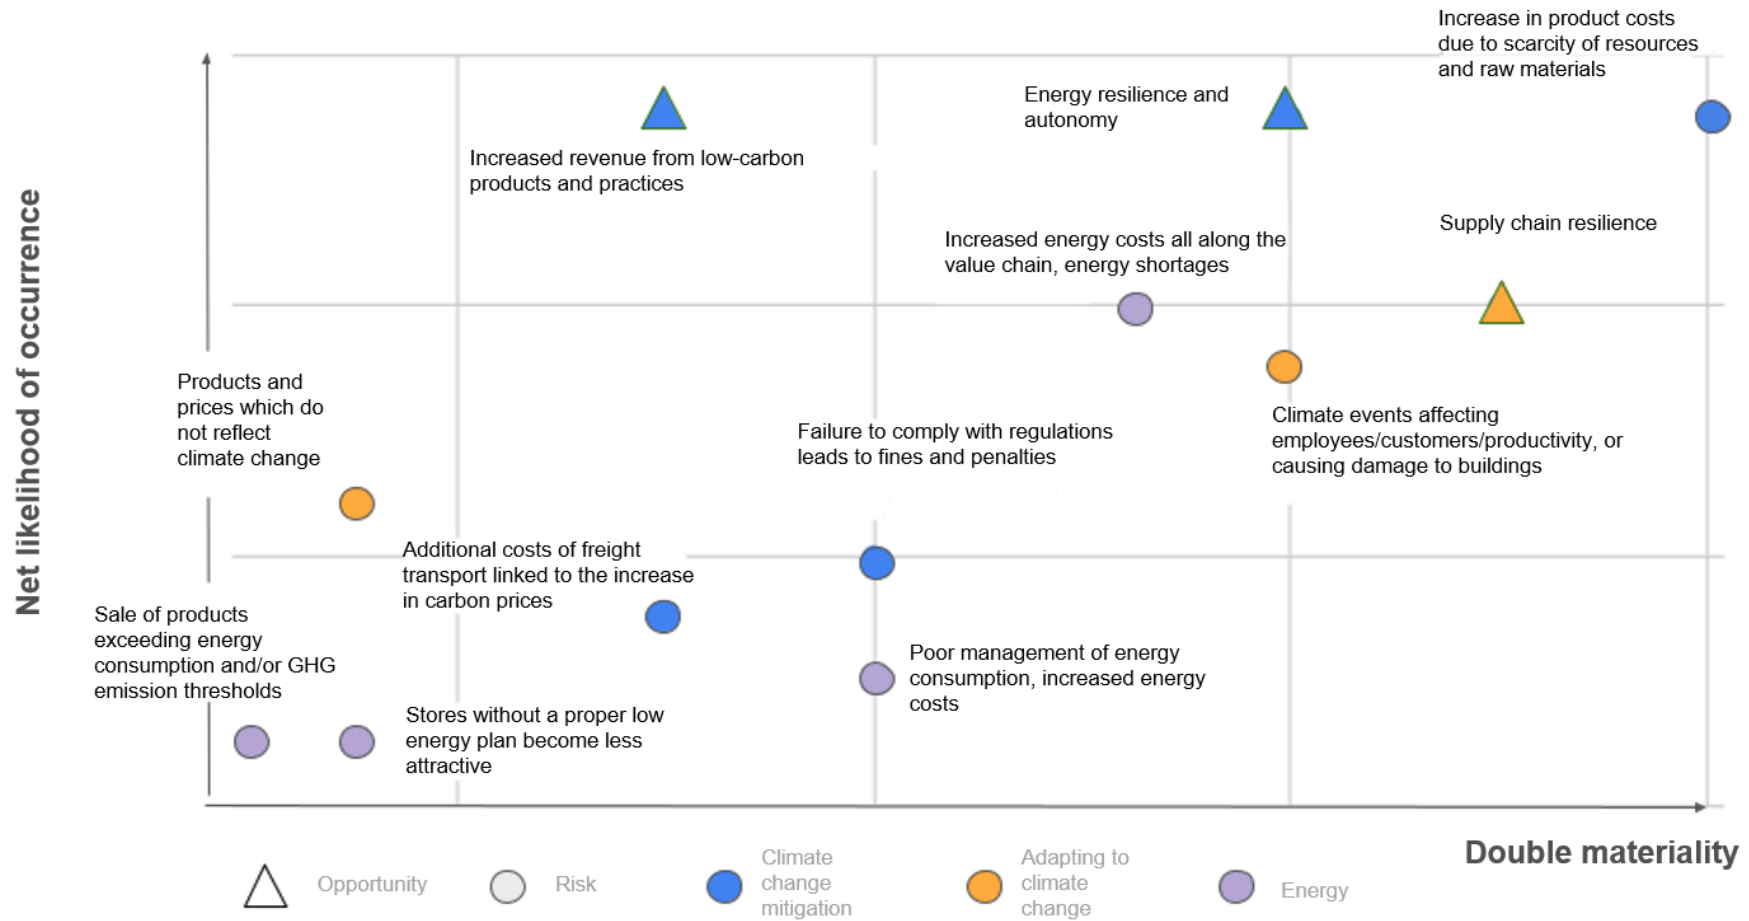 Increase in product costs
due to scarcity of resources
and raw materials
Energy resilience and
autonomy
Increased revenue from low-carbon
products and practices
Supply chain resilience
Increased energy costs all along the
value chain, energy shortages
Net likelihood of occurrence
Products and
prices which do
not reflect
climate change
Failure to comply with regulations
leads to fines and penalties
Climate events affecting
employees/customers/productivity, or
causing damage to buildings
Additional costs of freight
transport linked to the increase
in carbon prices
Sale of products
exceeding energy
consumption and/or GHG
emission thresholds
Poor management of energy
consumption, increased energy
costs
Stores without a proper low
energy plan become less
attractive
Double materiality
Opportunity
Risk
Climate
change
mitigation
Adapting to
climate
change
Energy